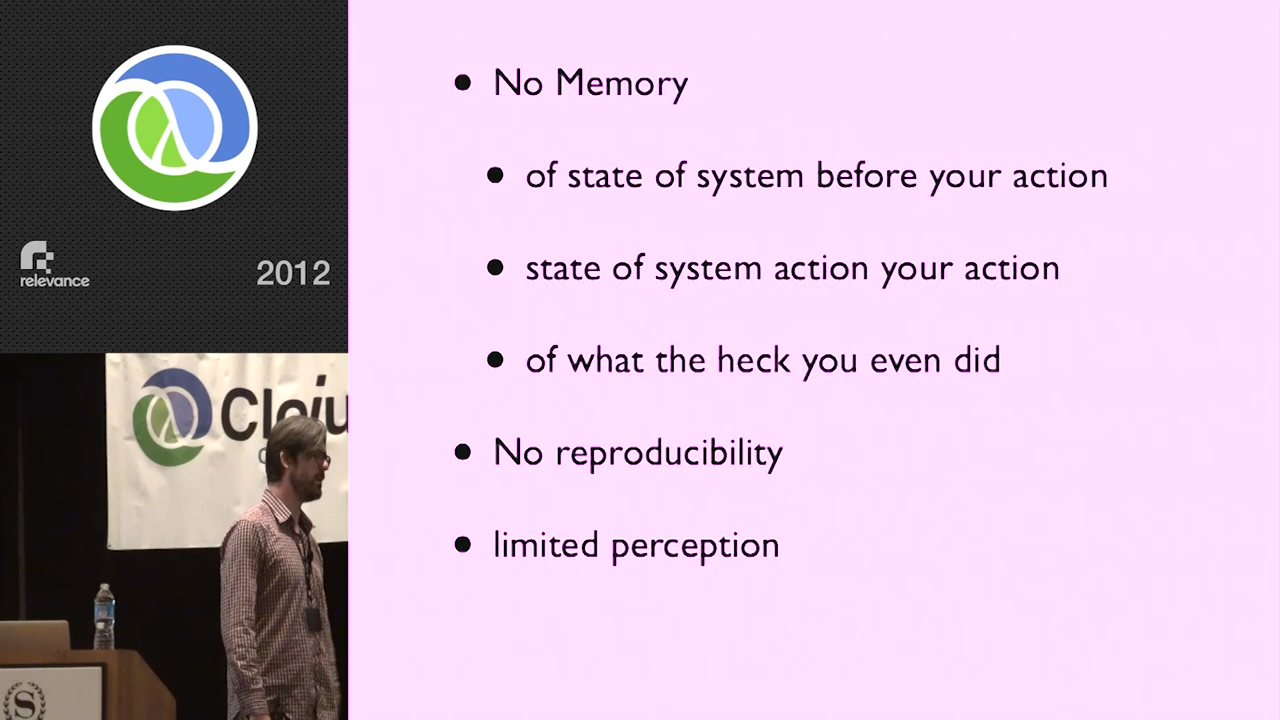 relevance
2012
Cloju
S
• No Memory
• of state of system before your action
• state of system action your action
• of what the heck you even did
• No reproducibility
• limited perception